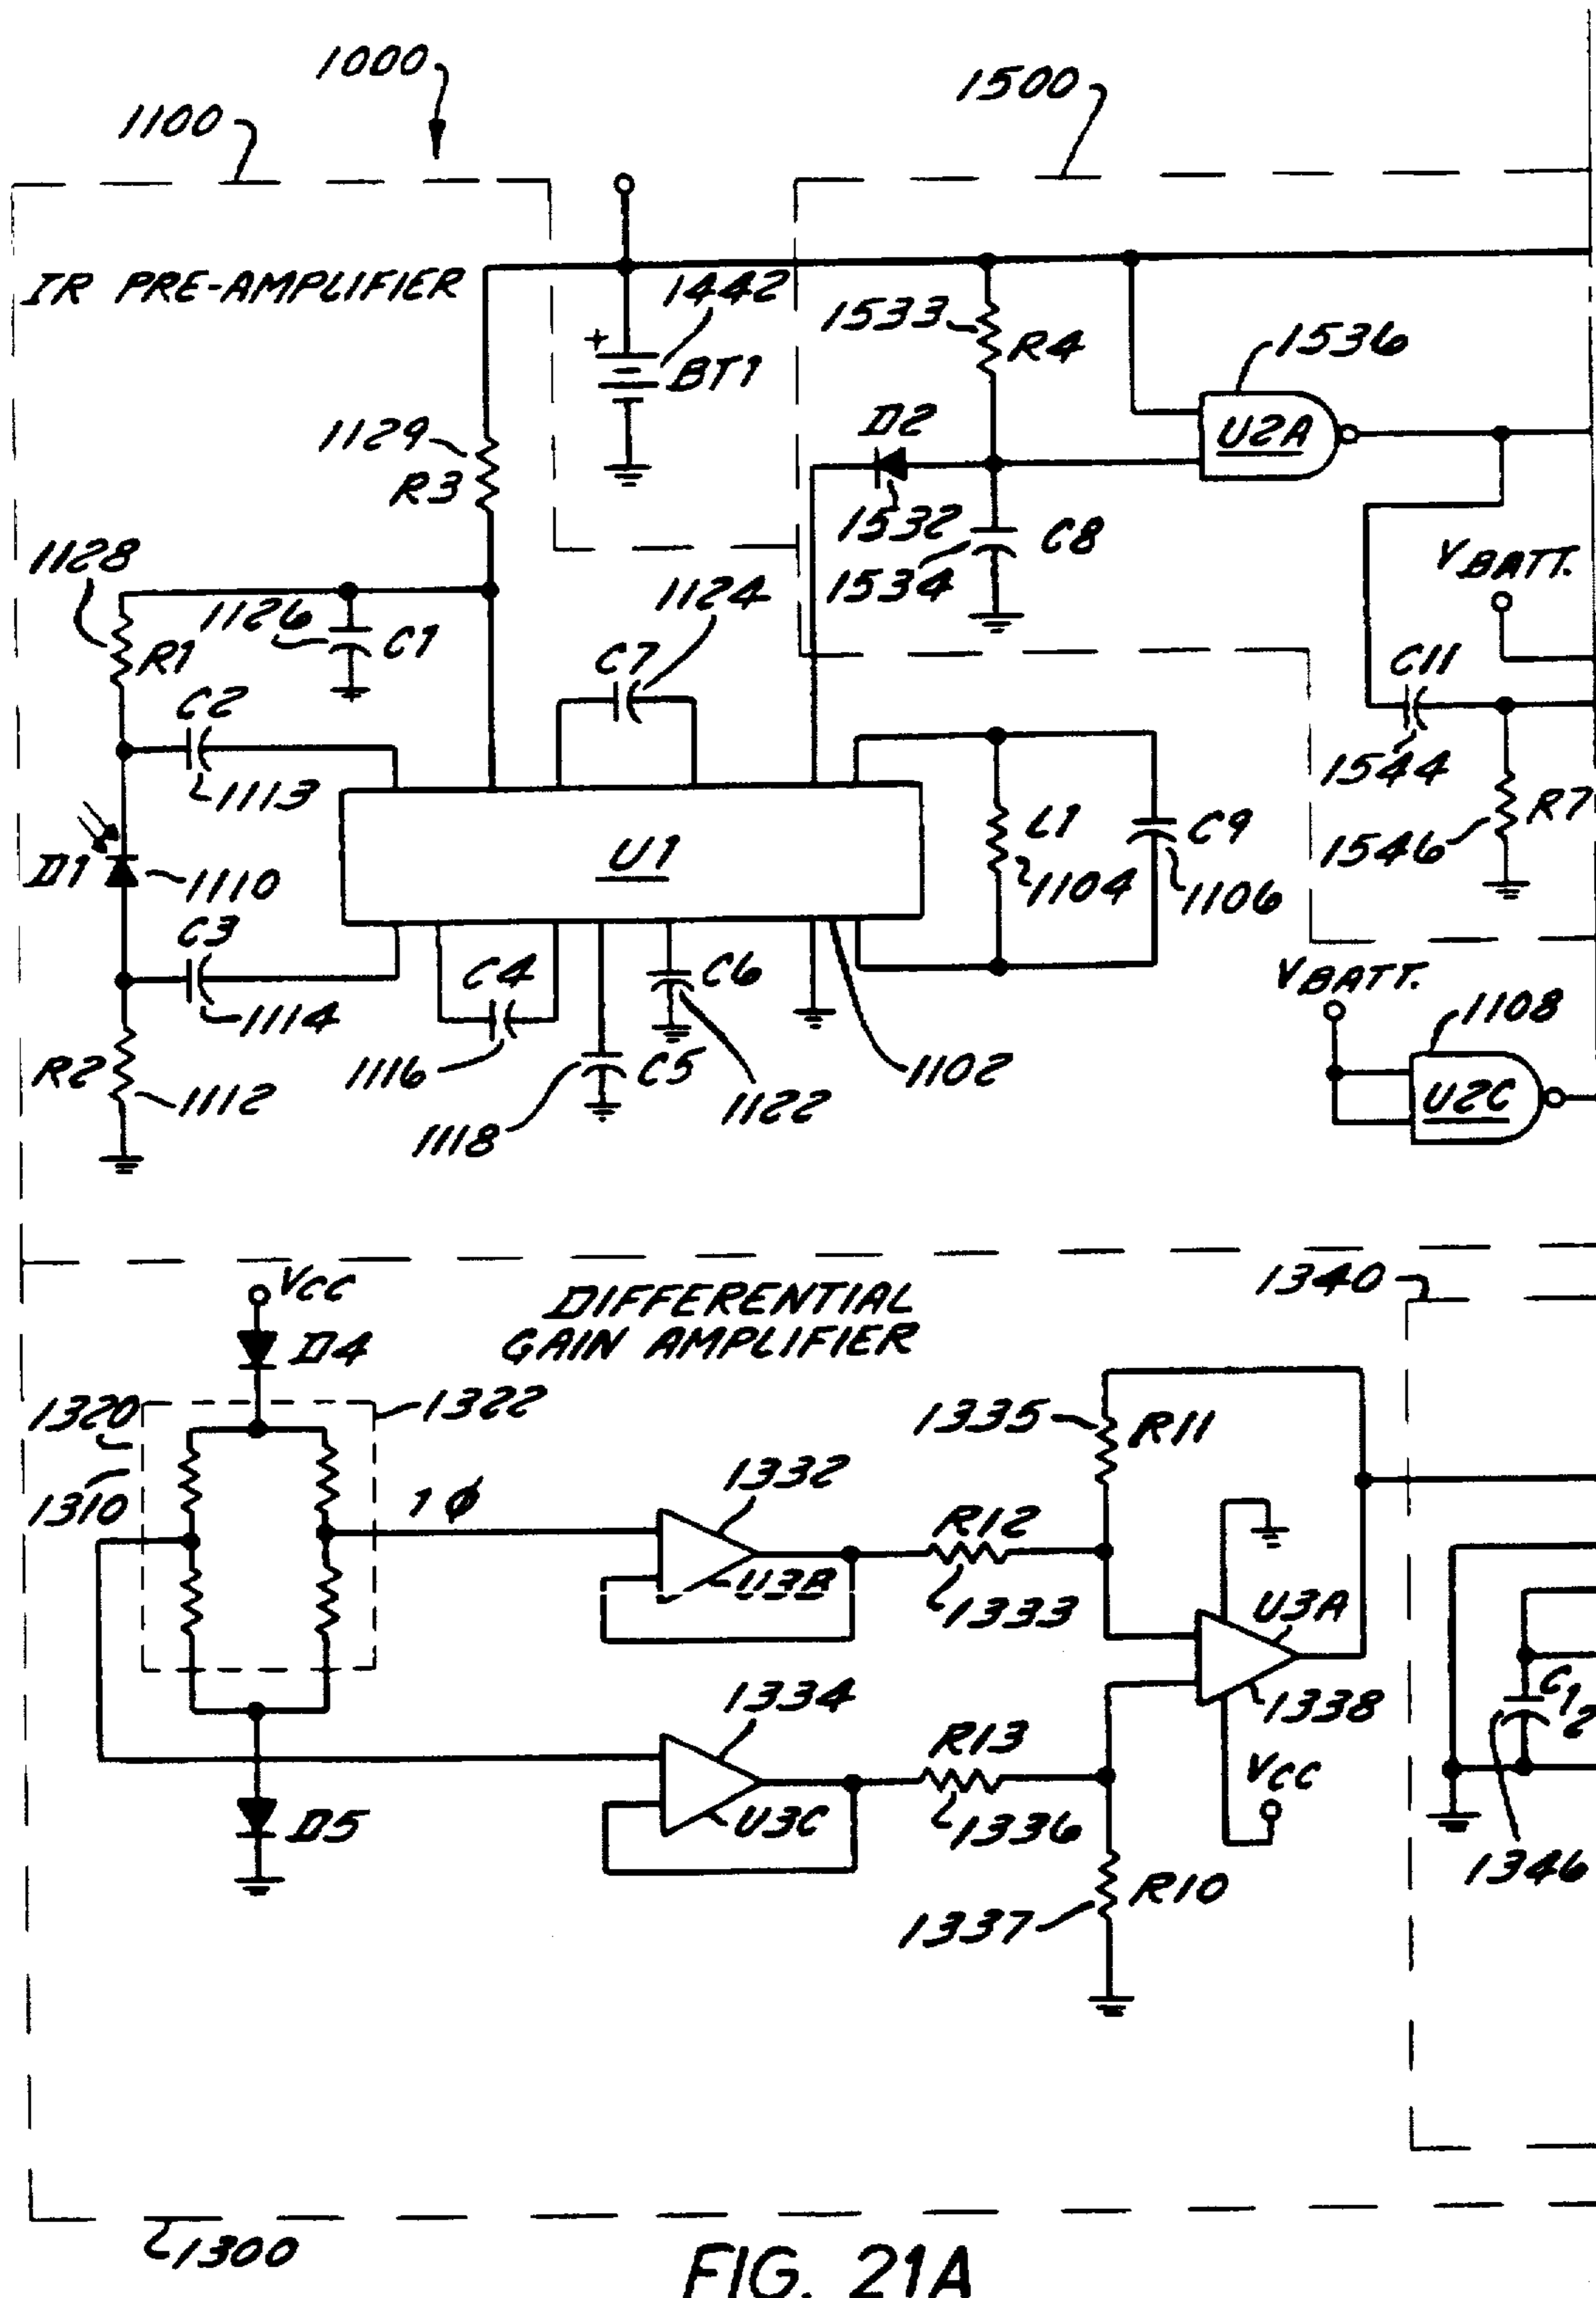 1000
1100
1500
IR PRE-AMPLIFIER
1442
+
BT1
1533
R4
1536
U2A
D2
1532
1534
C8
1129
R3
VBATT.
1128
R1
1126
C1
1124
C7
C11
1544
C2
1113
R7
1546
U1
L1
1104
C9
1106
D1
1110
C3
1114
C4
1116
C6
1122
C5
1118
1102
R2
1112
VBATT.
1108
U2C
VCC
D4
DIFFERENTIAL
GAIN AMPLIFIER
1340
1320
1322
1310
1 Ø
1332
U3B
R12
1333
1335
R11
U3A
1338
VCC
1334
U3C
R13
1336
D5
R10
1337
C12
1346
1300
FIG. 21A